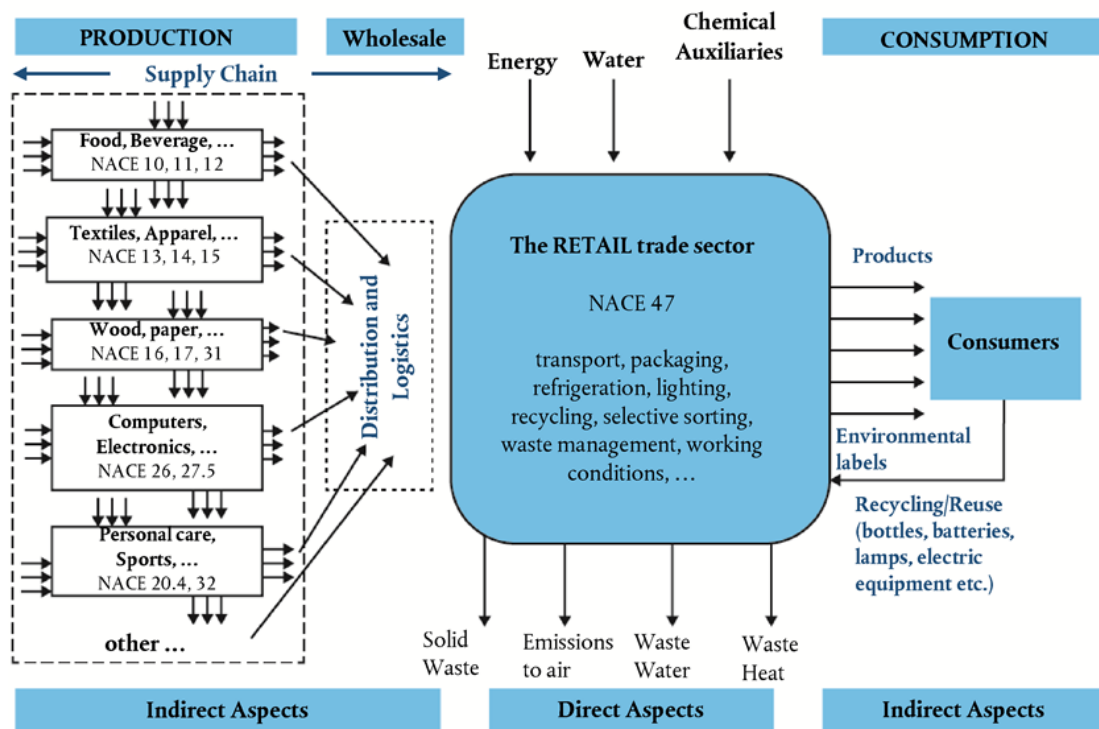 PRODUCTION
Wholesale
Chemical
Auxiliaries
CONSUMPTION
Supply Chain
Energy
Water
Food, Beverage, ...
NACE 10, 11, 12
Textiles, Apparel, ...
NACE 13, 14, 15
Wood, paper, ...
NACE 16, 17, 31
Computers,
Electronics, ...
NACE 26, 27.5
Personal care,
Sports, ...
NACE 20.4, 32
other ...
Distribution and
Logistics
The RETAIL trade sector
NACE 47
transport, packaging,
refrigeration, lighting,
recycling, selective sorting,
waste management, working
conditions, ...
Products
Consumers
Environmental
labels
Recycling/Reuse
(bottles, batteries,
lamps, electric
equipment etc.)
Solid
Waste
Emissions
to air
Waste
Water
Waste
Heat
Indirect Aspects
Direct Aspects
Indirect Aspects